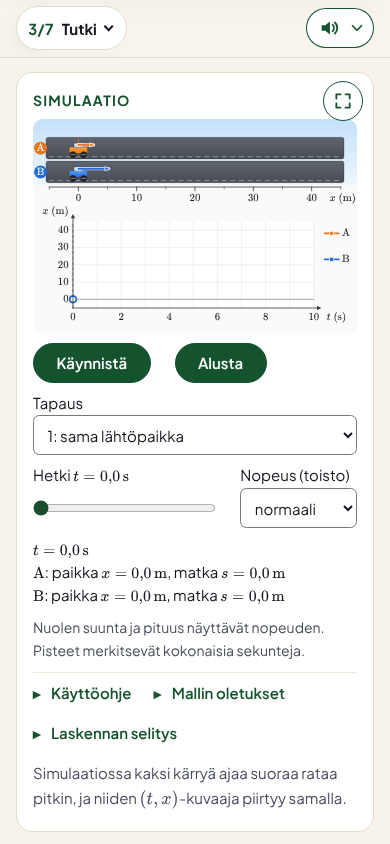 3/7 Tutki
SIMULAATIO
A
B
0 10 20 30 40 x (m)
x (m)
40
30
20
10
0
A
B
0 2 4 6 8 10 t (s)
Käynnistä Alusta
Tapaus
1: sama lähtöpaikka
Hetki t = 0,0 s Nopeus (toisto)
normaali
t = 0,0 s
A: paikka x = 0,0 m, matka s = 0,0 m
B: paikka x = 0,0 m, matka s = 0,0 m
Nuolen suunta ja pituus näyttävät nopeuden.
Pisteet merkitsevät kokonaisia sekunteja.
▸ Käyttöohje ▸ Mallin oletukset
▸ Laskennan selitys
Simulaatiossa kaksi kärryä ajaa suoraa rataa
pitkin, ja niiden (t, x)-kuvaaja piirtyy samalla.